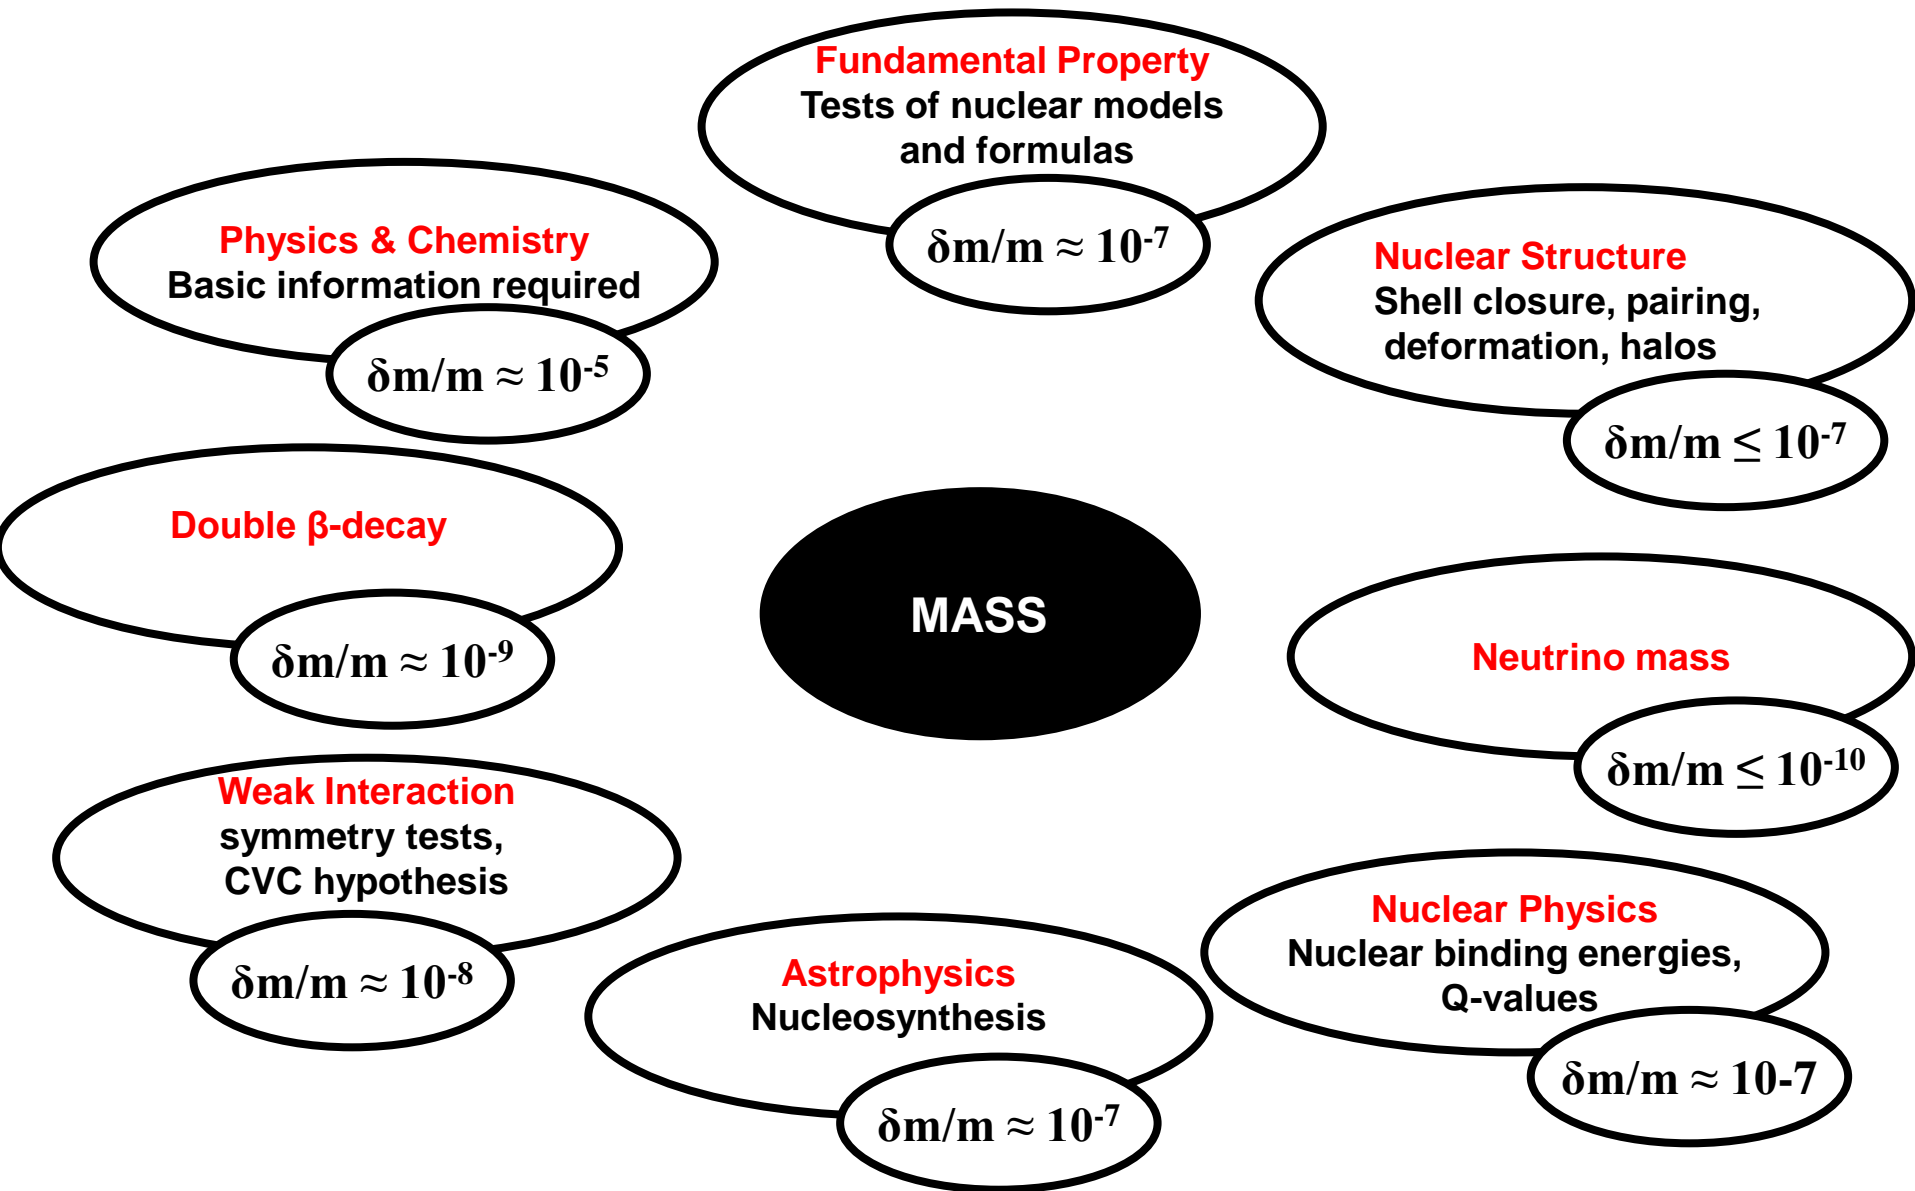 Fundamental Property
Tests of nuclear models
and formulas
δm/m ≈ 10⁻⁷
Physics & Chemistry
Basic information required
δm/m ≈ 10⁻⁵
Nuclear Structure
Shell closure, pairing,
deformation, halos
δm/m ≤ 10⁻⁷
Double β-decay
δm/m ≈ 10⁻⁹
MASS
Neutrino mass
δm/m ≤ 10⁻¹⁰
Weak Interaction
symmetry tests,
CVC hypothesis
δm/m ≈ 10⁻⁸
Astrophysics
Nucleosynthesis
δm/m ≈ 10⁻⁷
Nuclear Physics
Nuclear binding energies,
Q-values
δm/m ≈ 10-7